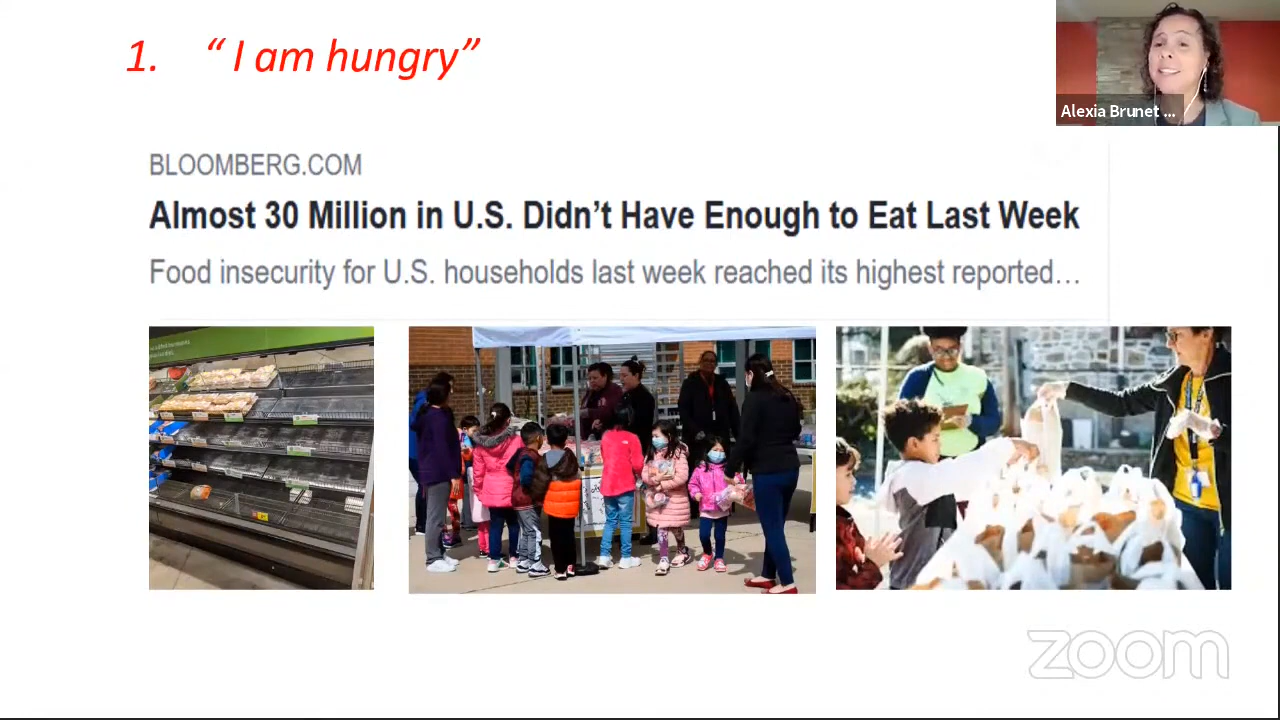 1. “ I am hungry”
Alexia Brunet ...
BLOOMBERG.COM
Almost 30 Million in U.S. Didn’t Have Enough to Eat Last Week
Food insecurity for U.S. households last week reached its highest reported…
zoom